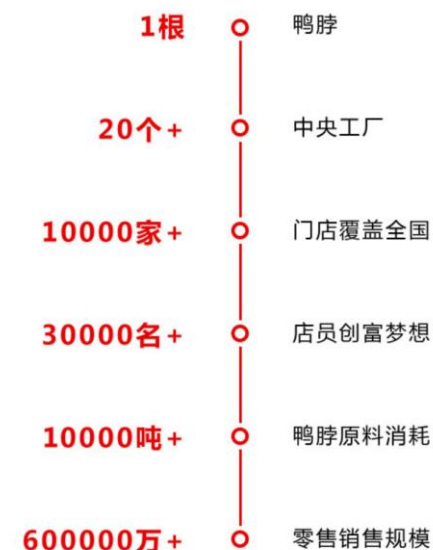 1根 鸭脖
20个+ 中央工厂
10000家+ 门店覆盖全国
30000名+ 店员创富梦想
10000吨+ 鸭脖原料消耗
600000万+ 零售销售规模